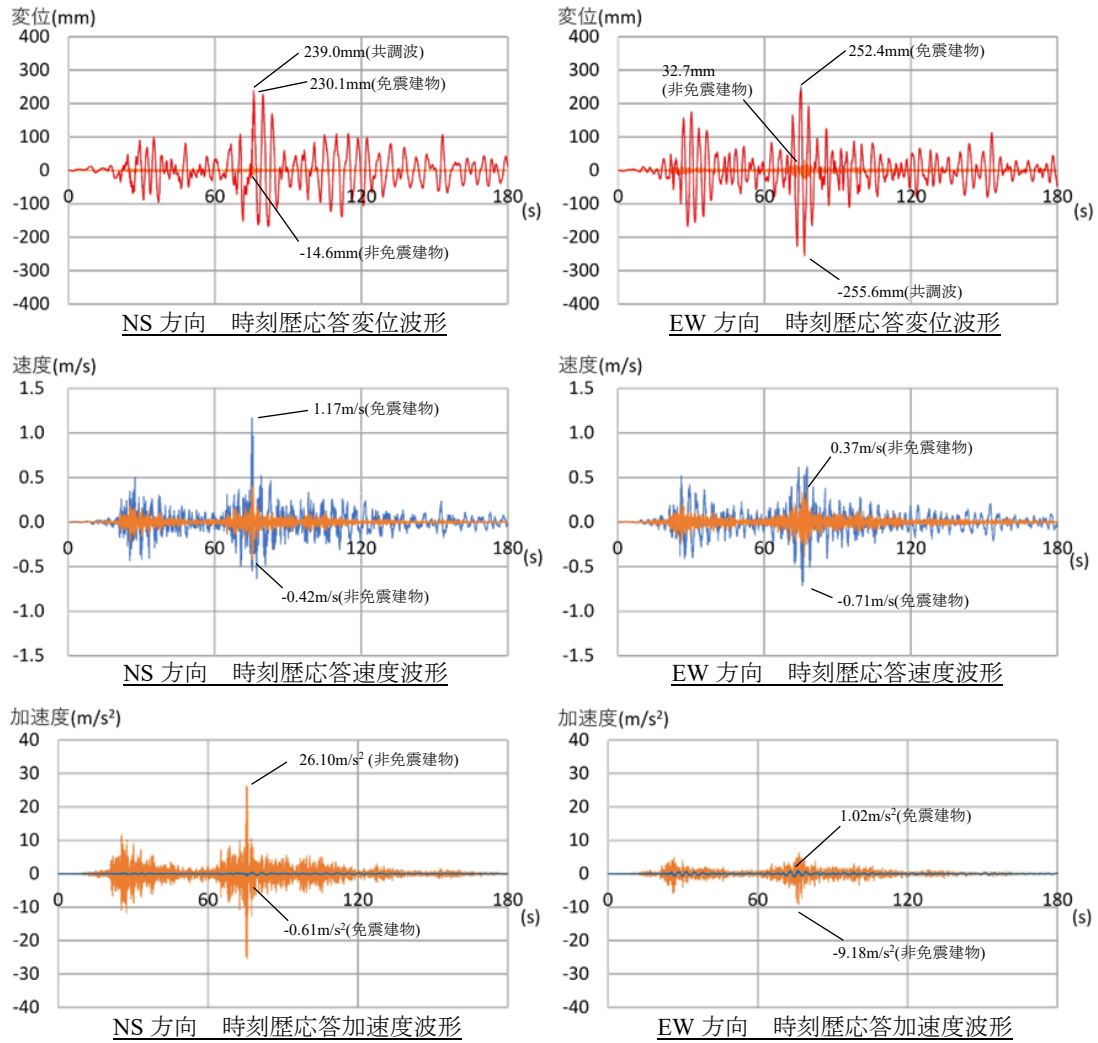 変位(mm)
400
300
200
100
0
-100
-200
-300
-400
0
60
120
180
(s)
239.0mm(共調波)
230.1mm(免震建物)
-14.6mm(非免震建物)
NS 方向　時刻歴応答変位波形
変位(mm)
400
300
200
100
0
-100
-200
-300
-400
0
60
120
180
(s)
252.4mm(免震建物)
32.7mm
(非免震建物)
-255.6mm(共調波)
EW 方向　時刻歴応答変位波形
速度(m/s)
1.5
1.0
0.5
0.0
-0.5
-1.0
-1.5
0
60
120
180
(s)
1.17m/s(免震建物)
-0.42m/s(非免震建物)
NS 方向　時刻歴応答速度波形
速度(m/s)
1.5
1.0
0.5
0.0
-0.5
-1.0
-1.5
0
60
120
180
(s)
0.37m/s(非免震建物)
-0.71m/s(免震建物)
EW 方向　時刻歴応答速度波形
加速度(m/s²)
40
30
20
10
0
-10
-20
-30
-40
0
60
120
180
(s)
26.10m/s² (非免震建物)
-0.61m/s²(免震建物)
NS 方向　時刻歴応答加速度波形
加速度(m/s²)
40
30
20
10
0
-10
-20
-30
-40
0
60
120
180
(s)
1.02m/s²(免震建物)
-9.18m/s²(非免震建物)
EW 方向　時刻歴応答加速度波形